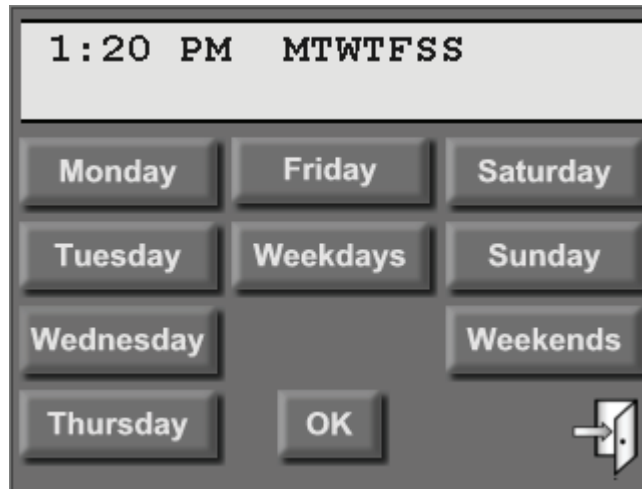 1:20 PM MTWTFSS
Monday Friday Saturday
Tuesday Weekdays Sunday
Wednesday Weekends
Thursday OK